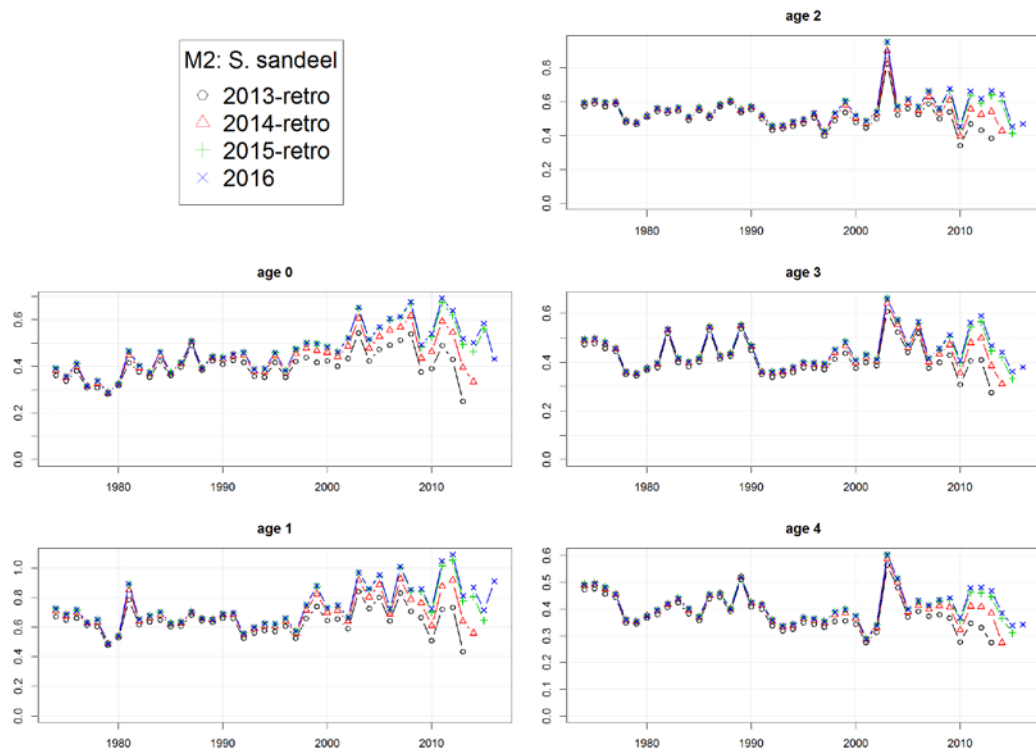 M2: S. sandeel
2013-retro
2014-retro
2015-retro
2016
age 2
0.0 0.2 0.4 0.6 0.8
1980 1990 2000 2010
age 0
0.0 0.2 0.4 0.6
1980 1990 2000 2010
age 3
0.0 0.2 0.4 0.6
1980 1990 2000 2010
age 1
0.0 0.2 0.4 0.6 0.8 1.0
1980 1990 2000 2010
age 4
0.0 0.1 0.2 0.3 0.4 0.5 0.6
1980 1990 2000 2010